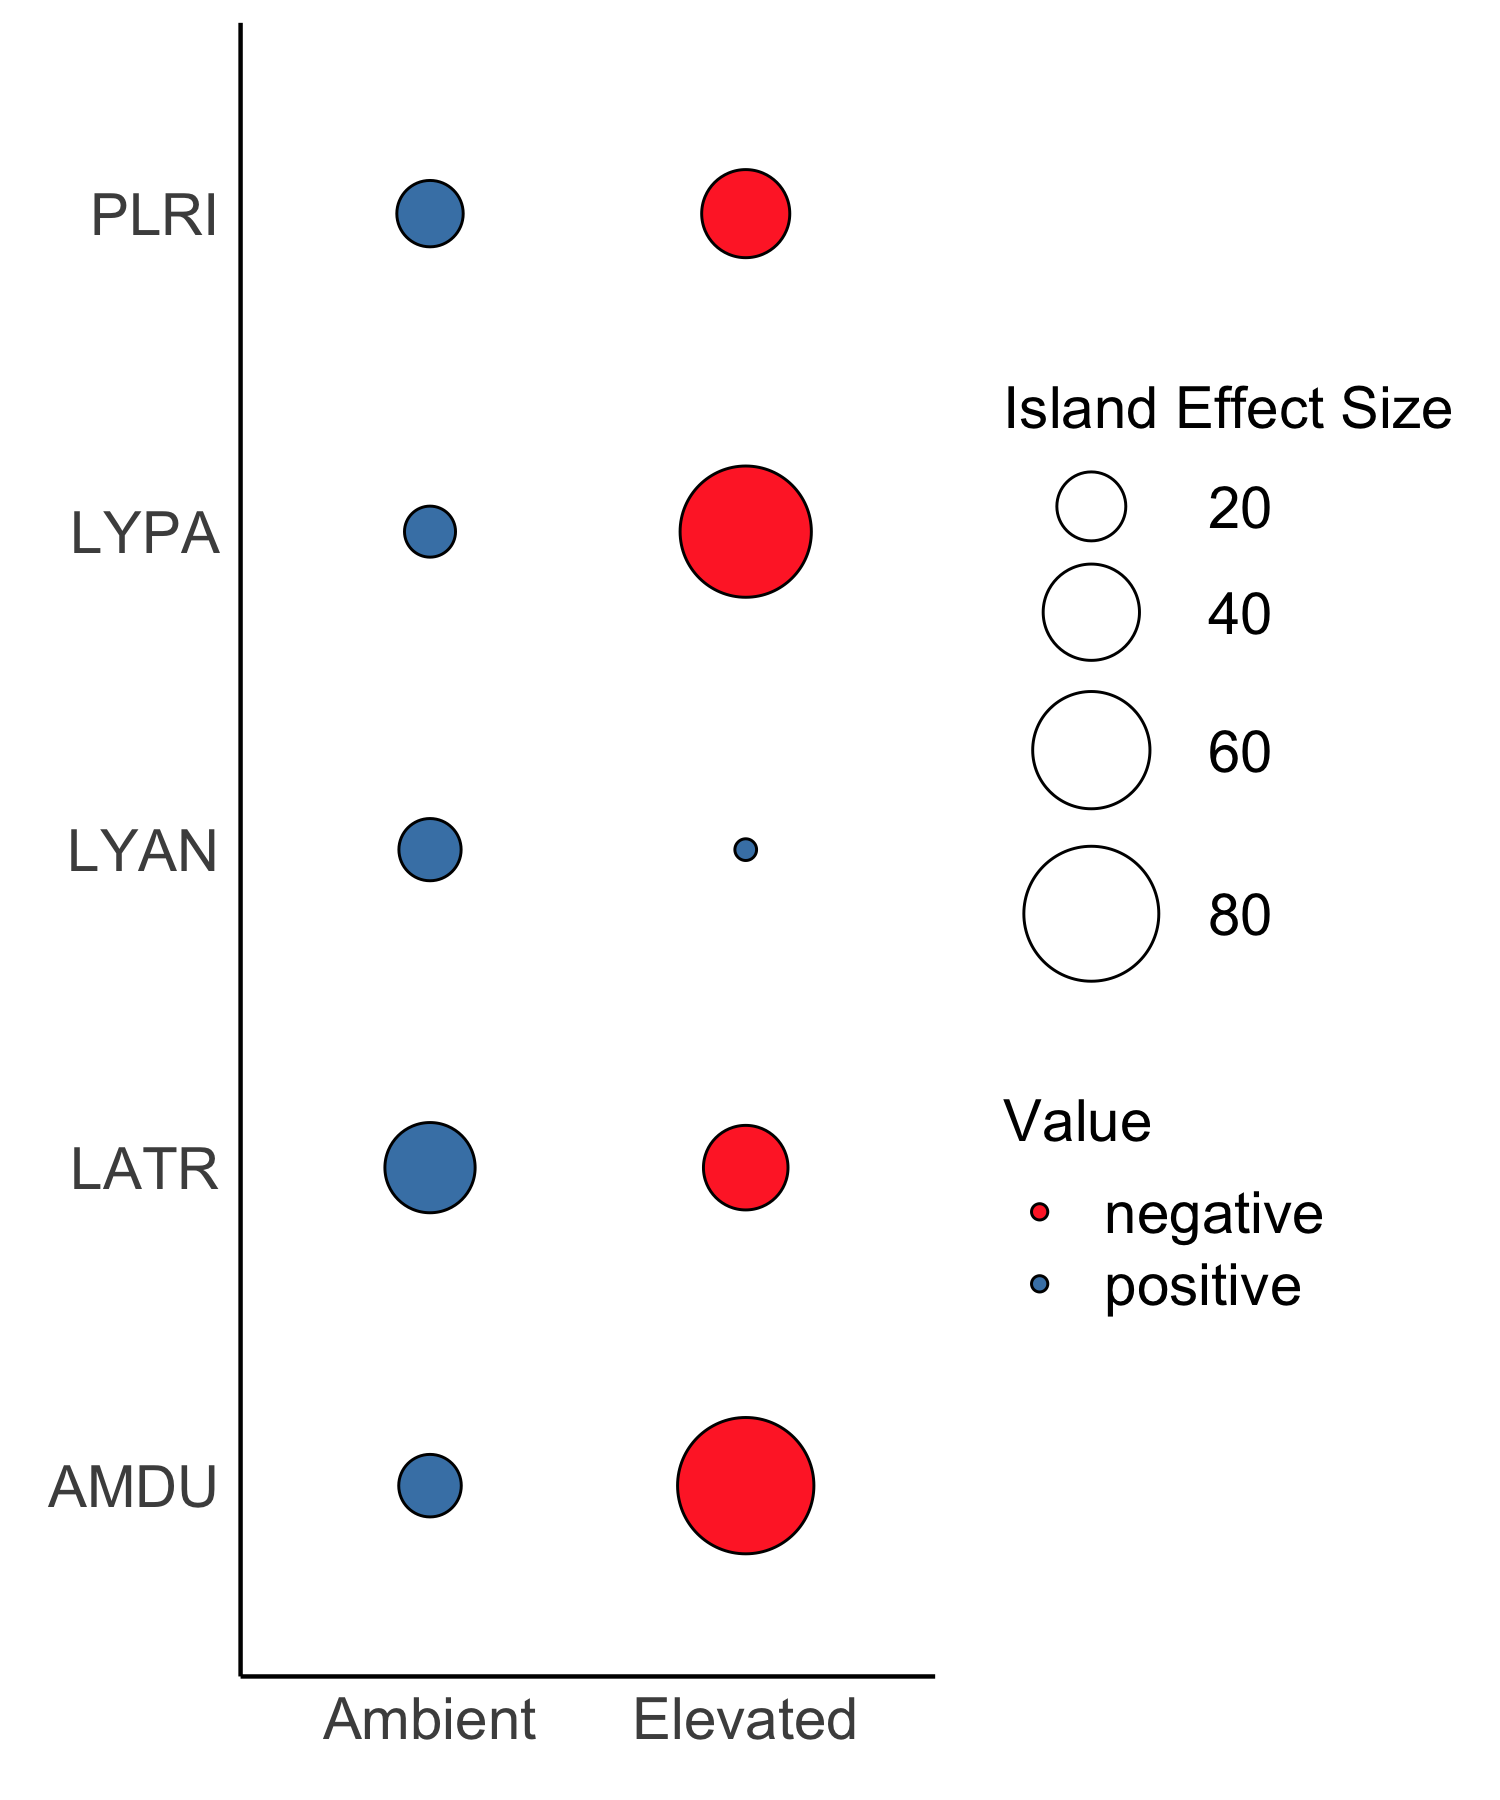 PLRI
LYPA
LYAN
LATR
AMDU
Ambient Elevated
Island Effect Size
20
40
60
80
Value
negative
positive